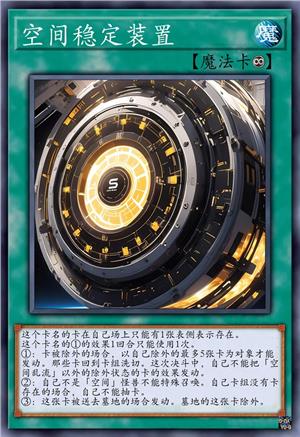 空间稳定装置
魔
【魔法卡∞】
S
这个卡名的卡在自己场上只能有1张表侧表示存在。
这个卡名的①的效果1回合只能使用1次。
①：卡被除外的场合，以自己除外的最多5张卡为对象才能
发动。那些卡回到卡组洗切。这次决斗中，自己不能把「空
间乱流」以外的除外状态的卡的效果发动。
②：自己不是「空间」怪兽不能特殊召唤，自己卡组没有卡
存在的场合，自己不能抽卡。
③：这张卡被送去墓地的场合发动。墓地的这张卡除外。